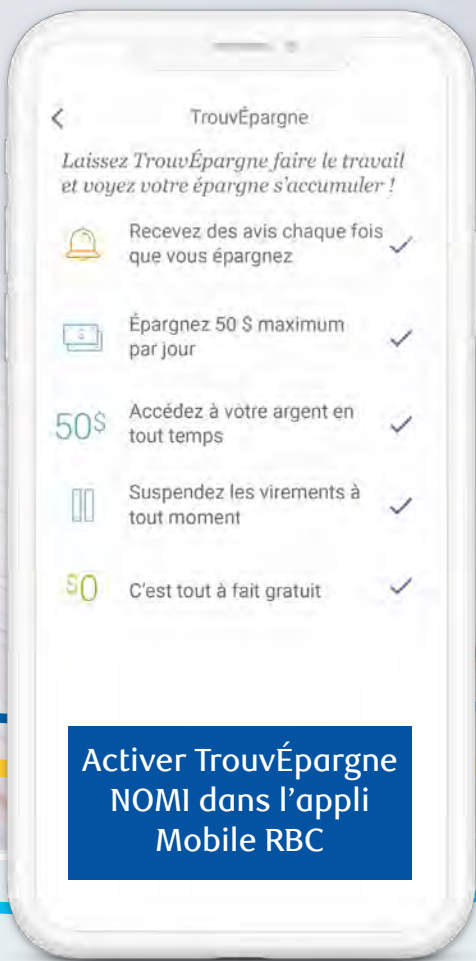 TrouvÉpargne
Laissez TrouvÉpargne faire le travail
et voyez votre épargne s'accumuler !
Recevez des avis chaque fois
que vous épargnez
Épargnez 50 $ maximum
par jour
50$
Accédez à votre argent en
tout temps
Suspendez les virements à
tout moment
$0
C'est tout à fait gratuit
Activer TrouvÉpargne
NOMI dans l'appli
Mobile RBC